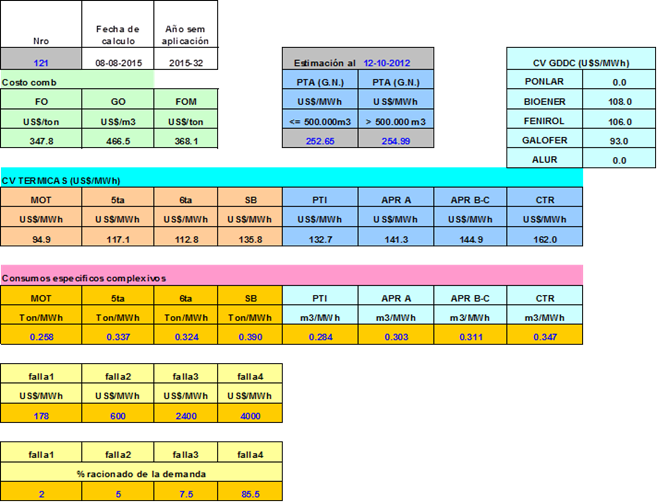 Nro Fecha de calculo Año sem aplicación
121 08-08-2015 2015-32
Costo comb
FO GO FOM
US$/ton US$/m3 US$/ton
347.8 466.5 368.1
Estimación al 12-10-2012
PTA (G.N.) PTA (G.N.)
US$/MWh US$/MWh
<= 500.000m3 > 500.000 m3
252.65 254.99
CV GDDC (U$S/MWh)
PONLAR 0.0
BIOENER 108.0
FENIROL 106.0
GALOFER 93.0
ALUR 0.0
CV TERMICAS (US$/MWh)
MOT 5ta 6ta SB PTI APR A APR B-C CTR
US$/MWh US$/MWh US$/MWh US$/MWh US$/MWh US$/MWh US$/MWh US$/MWh
94.9 117.1 112.8 135.8 132.7 141.3 144.9 162.0
Consumos especificos complexivos
MOT 5ta 6ta SB PTI APR A APR B-C CTR
Ton/MWh Ton/MWh Ton/MWh Ton/MWh m3/MWh m3/MWh m3/MWh m3/MWh
0.258 0.337 0.324 0.390 0.284 0.303 0.311 0.347
falla1 falla2 falla3 falla4
US$/MWh US$/MWh US$/MWh US$/MWh
178 600 2400 4000
falla1 falla2 falla3 falla4
% racionado de la demanda
2 5 7.5 85.5